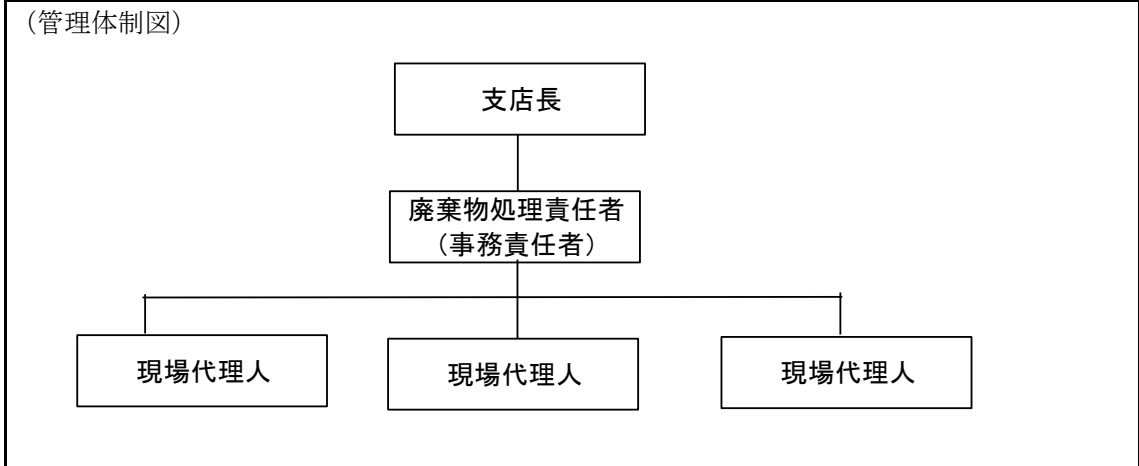 （管理体制図）
支店長
廃棄物処理責任者
（事務責任者）
現場代理人
現場代理人
現場代理人